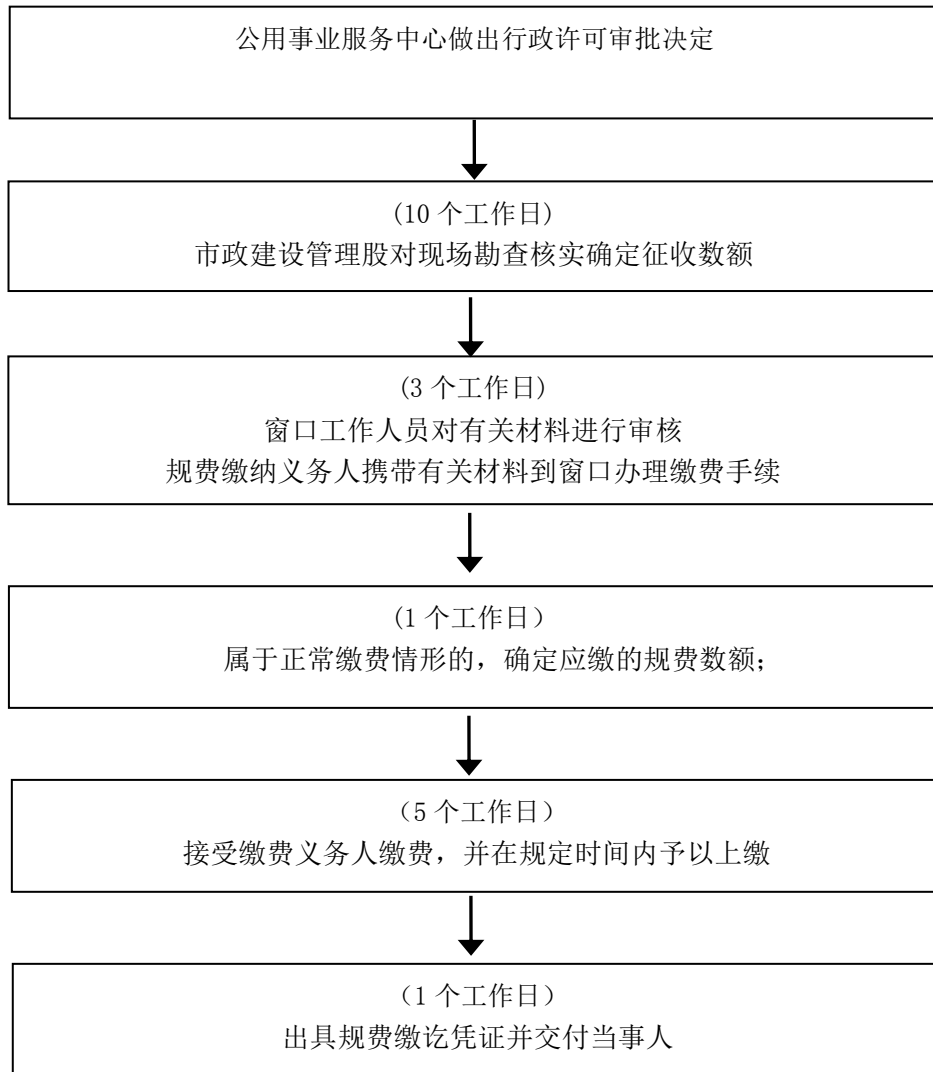 公用事业服务中心做出行政许可审批决定
(10 个工作日)
市政建设管理股对现场勘查核实确定征收数额
(3 个工作日)
窗口工作人员对有关材料进行审核
规费缴纳义务人携带有关材料到窗口办理缴费手续
(1 个工作日）
属于正常缴费情形的，确定应缴的规费数额；
（5 个工作日）
接受缴费义务人缴费，并在规定时间内予以上缴
（1 个工作日）
出具规费缴讫凭证并交付当事人